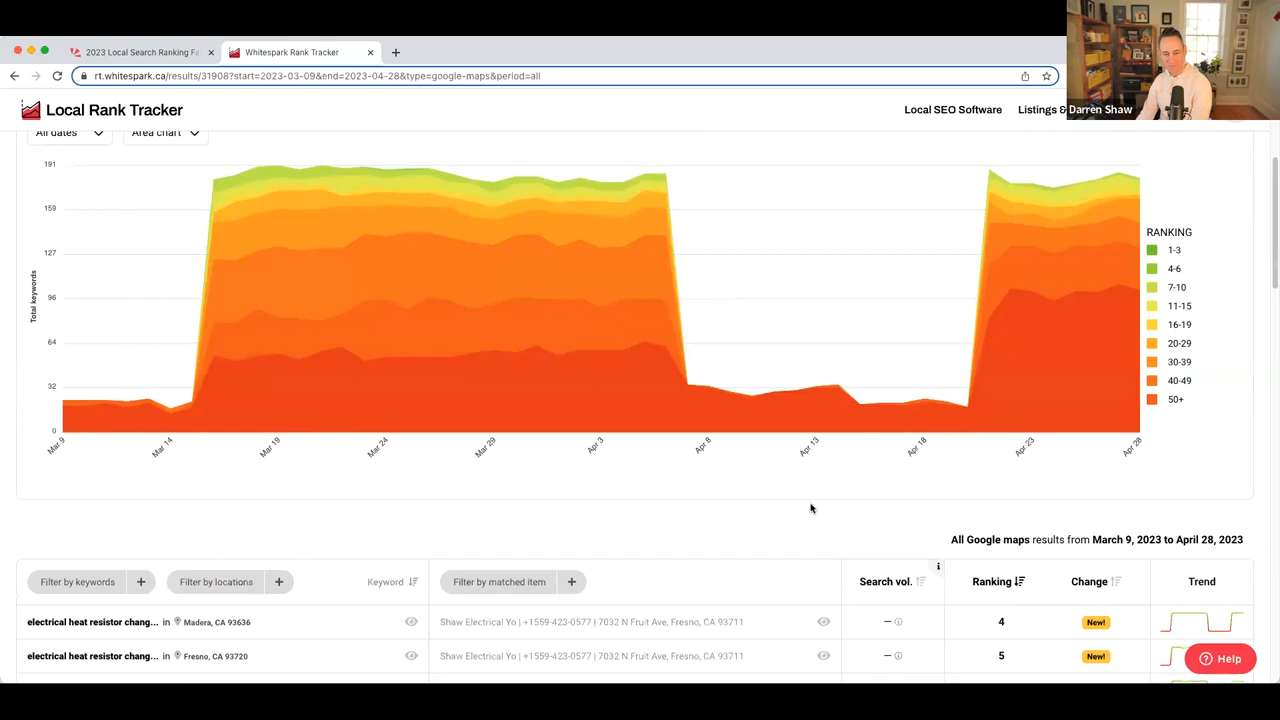 2023 Local Search Ranking Fa
Whitespark Rank Tracker
rt.whitespark.ca/results/31908?start=2023-03-09&end=2023-04-28&type=google-maps&period=all
Darren Shaw
Local Rank Tracker
Local SEO Software
Listings &
All dates
Area chart
191
159
127
96
64
32
0
Total keywords
Mar 9
Mar 14
Mar 19
Mar 24
Mar 29
Apr 3
Apr 8
Apr 13
Apr 18
Apr 23
Apr 28
RANKING
1-3
4-6
7-10
11-15
16-19
20-29
30-39
40-49
50+
All Google maps results from March 9, 2023 to April 28, 2023
Filter by keywords +
Filter by locations +
Keyword
Filter by matched item +
Search vol.
i
Ranking
Change
Trend
electrical heat resistor chang... in Madera, CA 93636
Shaw Electrical Yo | +1559-423-0577 | 7032 N Fruit Ave, Fresno, CA 93711
–
4
New!
electrical heat resistor chang... in Fresno, CA 93720
Shaw Electrical Yo | +1559-423-0577 | 7032 N Fruit Ave, Fresno, CA 93711
–
5
New!
Help